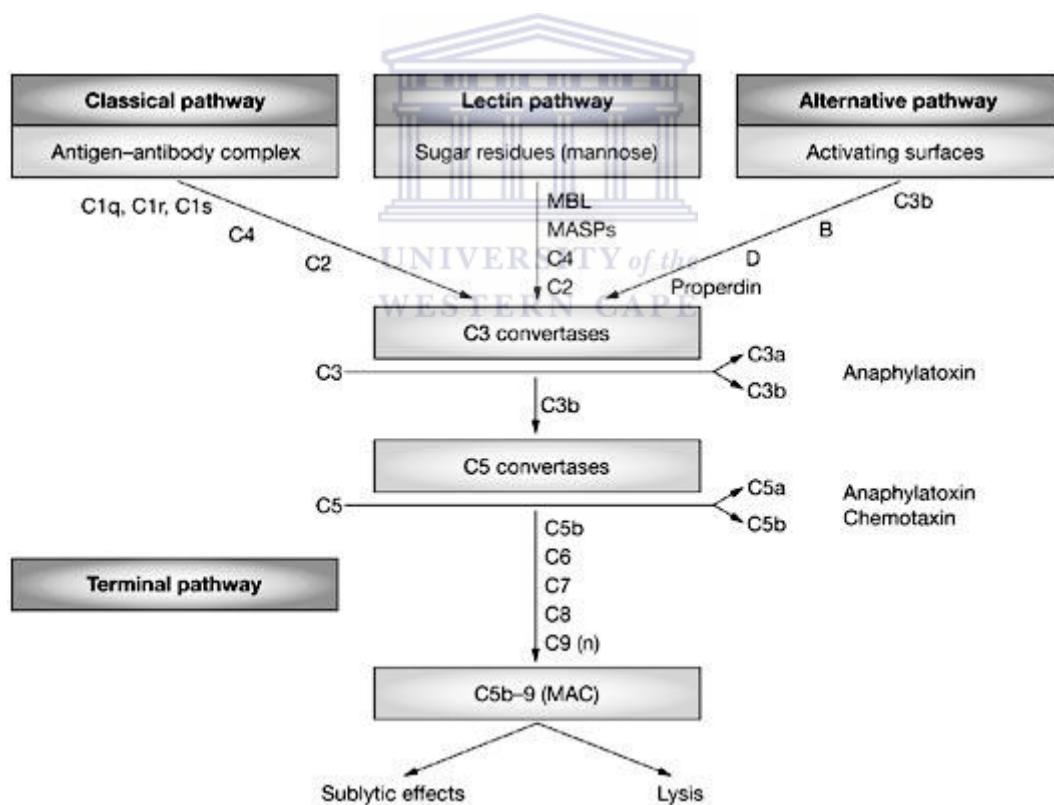 Classical pathway
Antigen–antibody complex
Lectin pathway
Sugar residues (mannose)
Alternative pathway
Activating surfaces
C1q, C1r, C1s
C4
C2
MBL
MASPs
C4
C2
C3b
B
D
Properdin
UNIVERSITY of the
WESTERN CAPE
C3 convertases
C3
C3a
C3b
Anaphylatoxin
C3b
C5 convertases
C5
C5a
C5b
Anaphylatoxin
Chemotaxin
C5b
C6
C7
C8
C9 (n)
Terminal pathway
C5b–9 (MAC)
Sublytic effects
Lysis